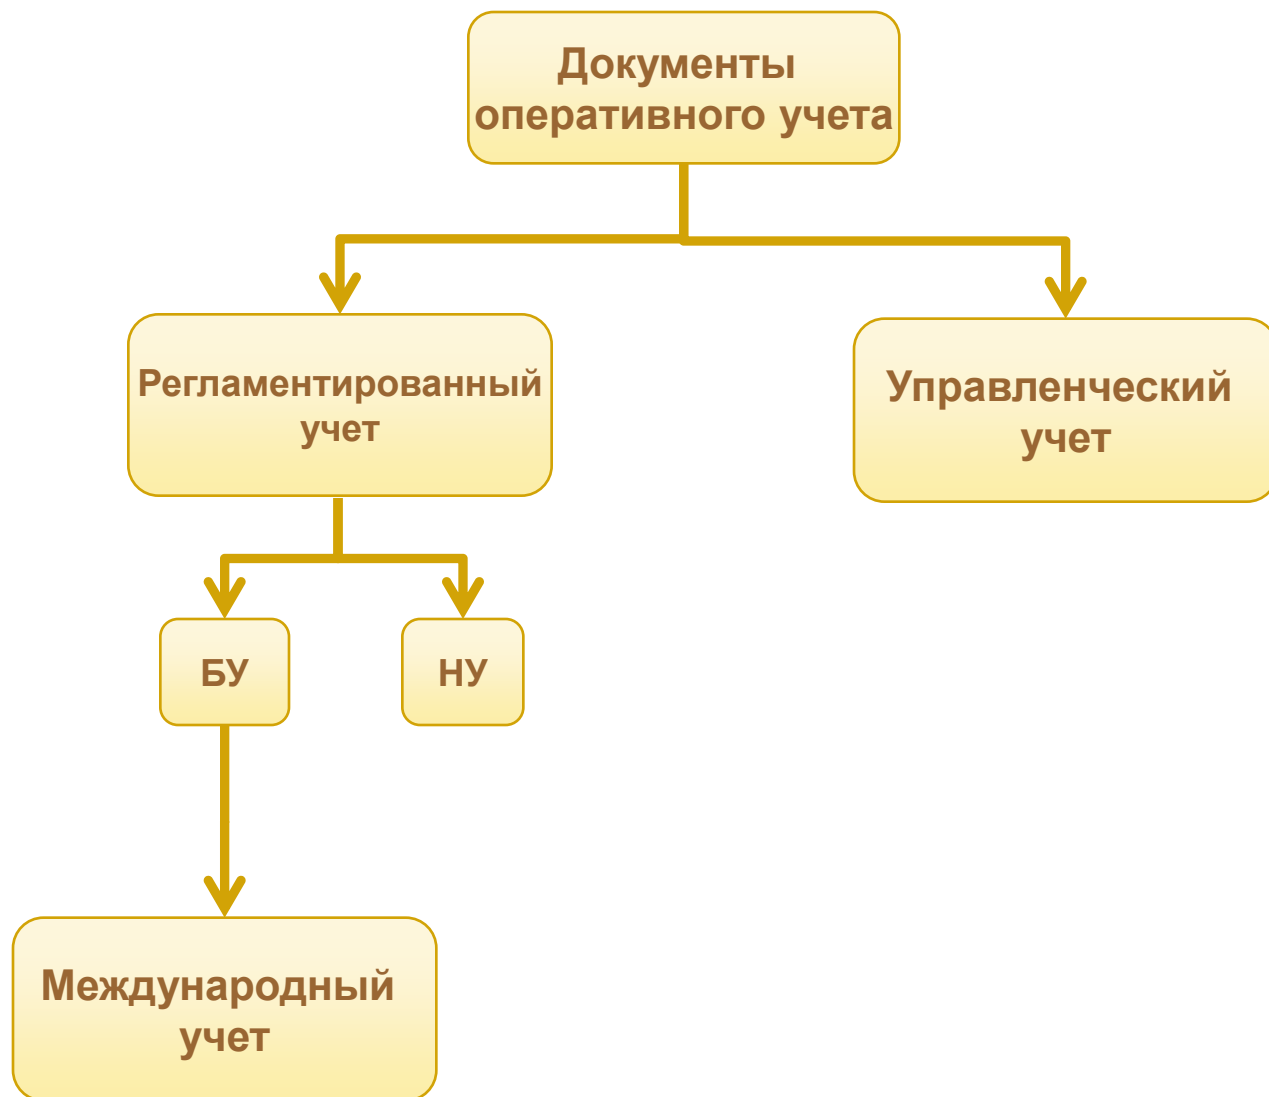 Документы
оперативного учета
Регламентированный
учет
Управленческий
учет
БУ
НУ
Международный
учет